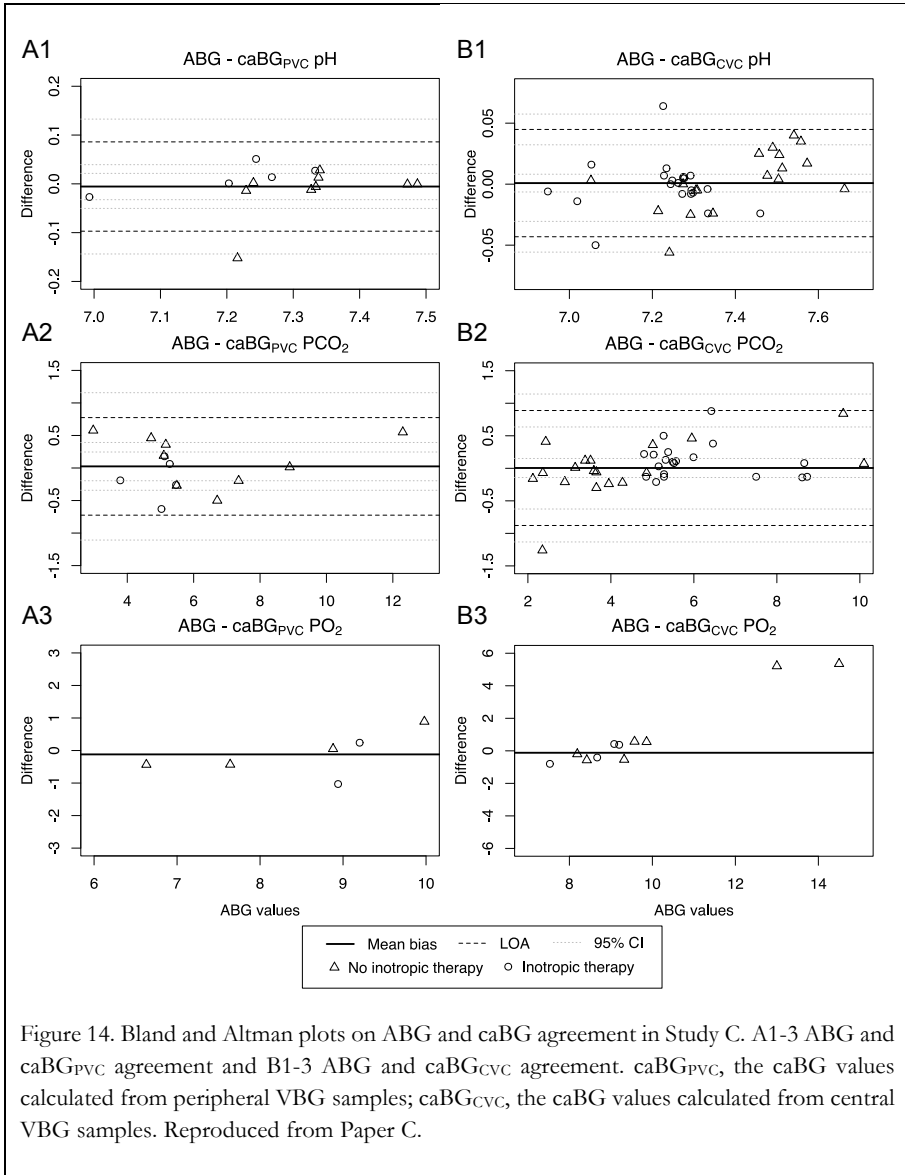 A1
ABG - caBGPVC pH
Difference
0.2
0.1
0.0
-0.1
-0.2
7.0 7.1 7.2 7.3 7.4 7.5
B1
ABG - caBGCVC pH
Difference
0.05
0.00
-0.05
7.0 7.2 7.4 7.6
A2
ABG - caBGPVC PCO2
Difference
1.5
0.5
-0.5
-1.5
4 6 8 10 12
B2
ABG - caBGCVC PCO2
Difference
1.5
0.5
-0.5
-1.5
2 4 6 8 10
A3
ABG - caBGPVC PO2
Difference
3
2
1
0
-1
-3
6 7 8 9 10
ABG values
B3
ABG - caBGCVC PO2
Difference
6
4
2
0
-2
-6
8 10 12 14
ABG values
Mean bias LOA 95% CI
No inotropic therapy Inotropic therapy
Figure 14. Bland and Altman plots on ABG and caBG agreement in Study C. A1-3 ABG and
caBGPVC agreement and B1-3 ABG and caBGCVC agreement. caBGPVC, the caBG values
calculated from peripheral VBG samples; caBGCVC, the caBG values calculated from central
VBG samples. Reproduced from Paper C.